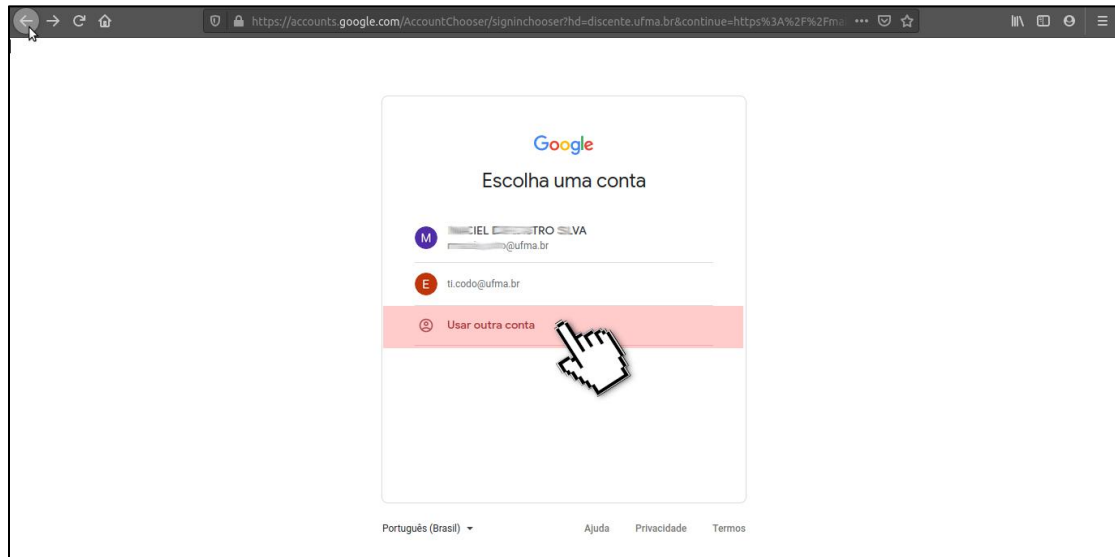 https://accounts.google.com/AccountChooser/signinchooser?hd=discente.ufma.br&continue=https%3A%2F%2Fma
Google
Escolha uma conta
M
SILVA
@ufma.br
E ti.codo@ufma.br
Usar outra conta
Português (Brasil) Ajuda Privacidade Termos